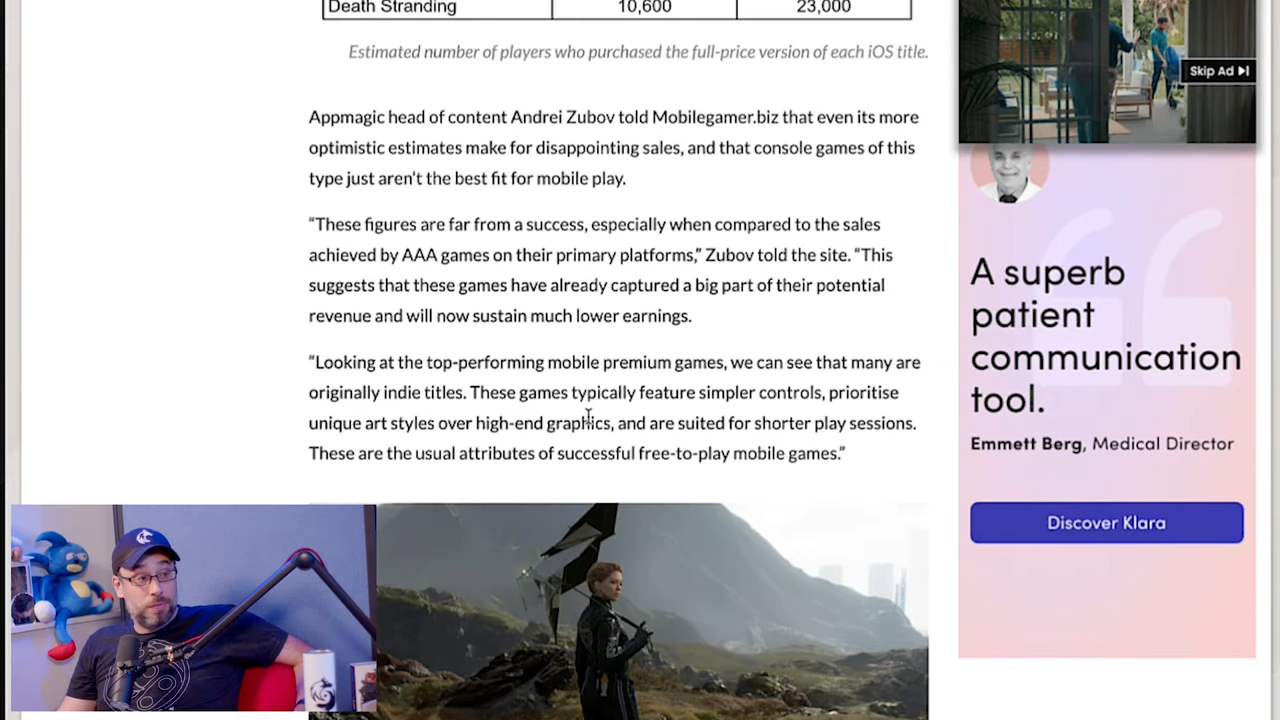 Death Stranding 10,600 23,000
Estimated number of players who purchased the full-price version of each iOS title.
Appmagic head of content Andrei Zubov told Mobilegamer.biz that even its more
optimistic estimates make for disappointing sales, and that console games of this
type just aren't the best fit for mobile play.
“These figures are far from a success, especially when compared to the sales
achieved by AAA games on their primary platforms,” Zubov told the site. “This
suggests that these games have already captured a big part of their potential
revenue and will now sustain much lower earnings.
“Looking at the top-performing mobile premium games, we can see that many are
originally indie titles. These games typically feature simpler controls, prioritise
unique art styles over high-end graphics, and are suited for shorter play sessions.
These are the usual attributes of successful free-to-play mobile games.”
Skip Ad
A superb
patient
communication
tool.
Emmett Berg, Medical Director
Discover Klara